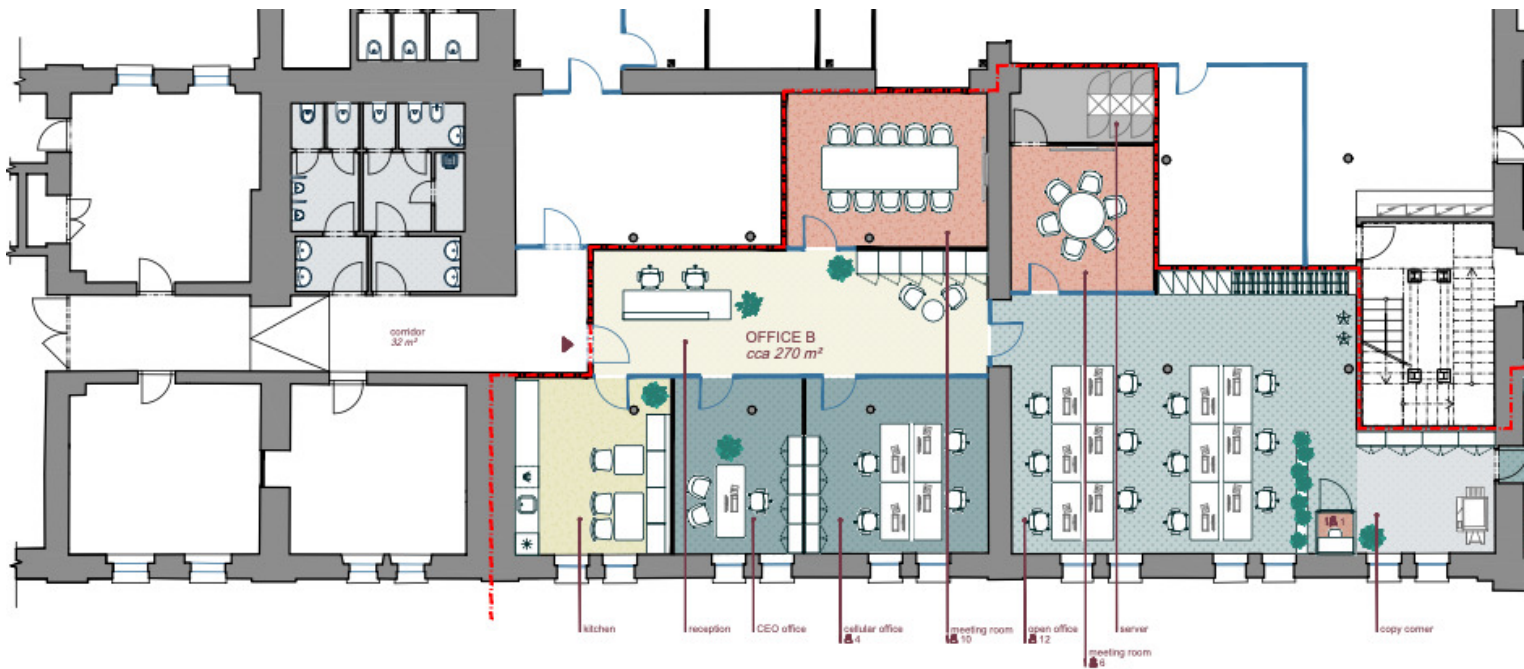 corridor
32 m²
OFFICE B
cca 270 m²
1
kitchen
reception
CEO office
cellular office
4
meeting room
10
open office
12
meeting room
6
server
copy corner